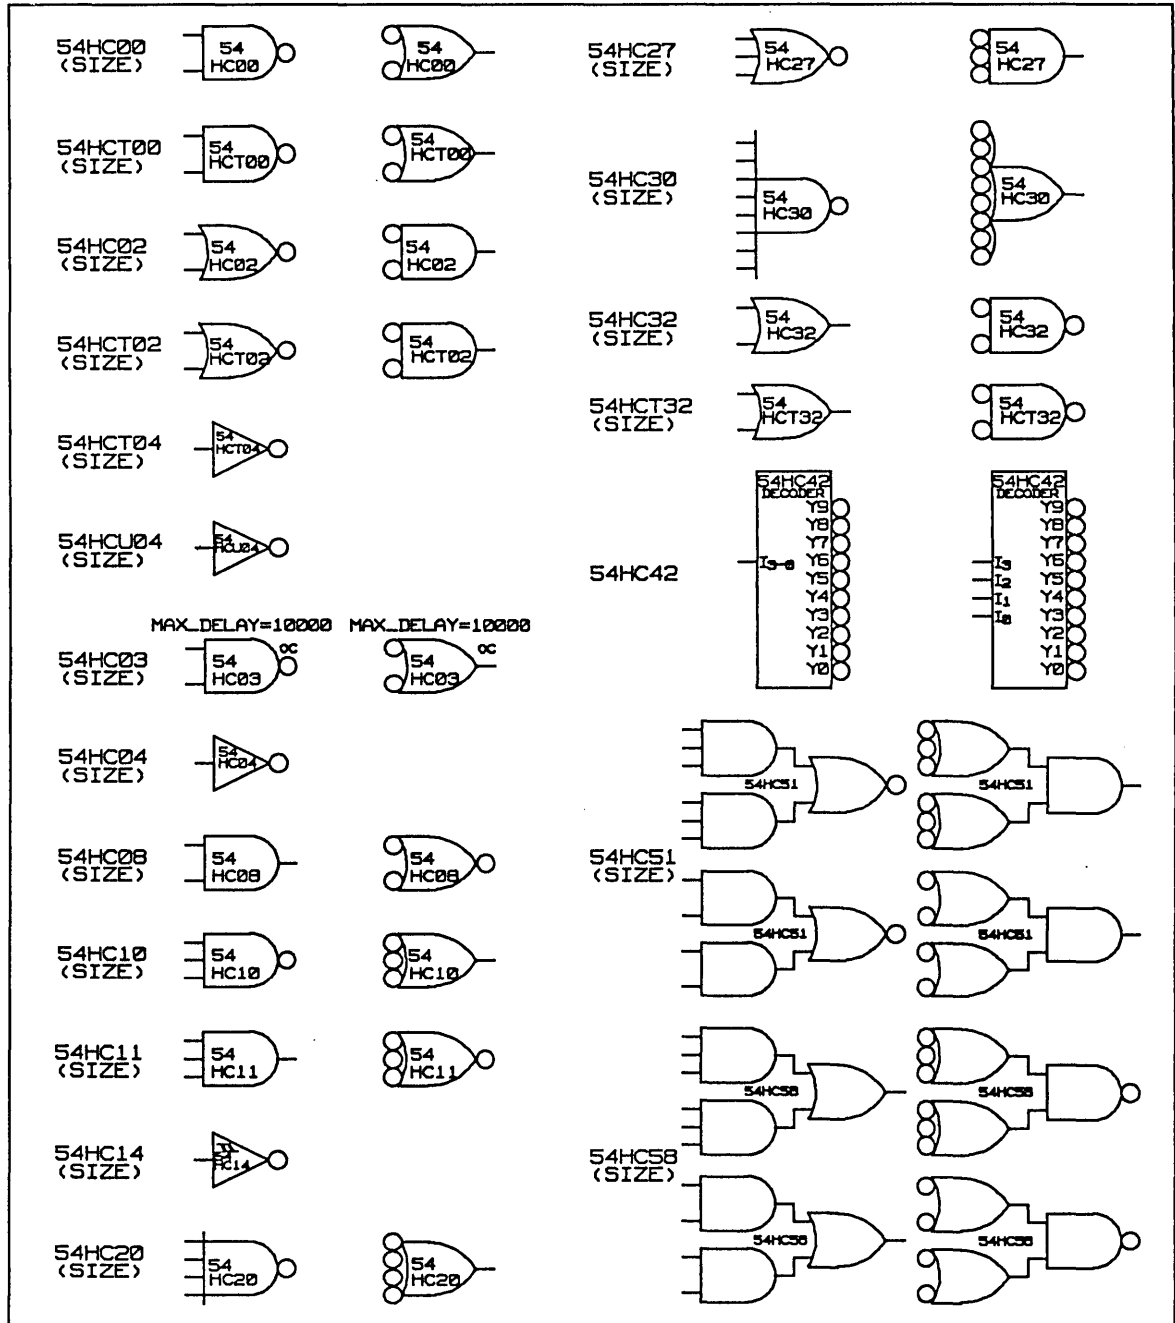 54HC00
(SIZE)
54
HC00
54
HC00
54HCT00
(SIZE)
54
HCT00
54
HCT00
54HC02
(SIZE)
54
HC02
54
HC02
54HCT02
(SIZE)
54
HCT02
54
HCT02
54HCT04
(SIZE)
54
HCT04
54HCU04
(SIZE)
54
HCU04
MAX_DELAY=10000 MAX_DELAY=10000
54HC03
(SIZE)
54
HC03
OC
54
HC03
OC
54HC04
(SIZE)
54
HC04
54HC08
(SIZE)
54
HC08
54
HC08
54HC10
(SIZE)
54
HC10
54
HC10
54HC11
(SIZE)
54
HC11
54
HC11
54HC14
(SIZE)
HC14
54HC20
(SIZE)
54
HC20
54
HC20
54HC27
(SIZE)
54
HC27
54
HC27
54HC30
(SIZE)
54
HC30
54
HC30
54HC32
(SIZE)
54
HC32
54
HC32
54HCT32
(SIZE)
54
HCT32
54
HCT32
54HC42
54HC42
DECODER
Y9
Y8
Y7
I3-0 Y6
Y5
Y4
Y3
Y2
Y1
Y0
54HC42
DECODER
Y9
Y8
Y7
I3 Y6
I2 Y5
I1 Y4
I0 Y3
Y2
Y1
Y0
54HC51
(SIZE)
54HC51
54HC51
54HC51
54HC51
54HC58
(SIZE)
54HC58
54HC58
54HC58
54HC58